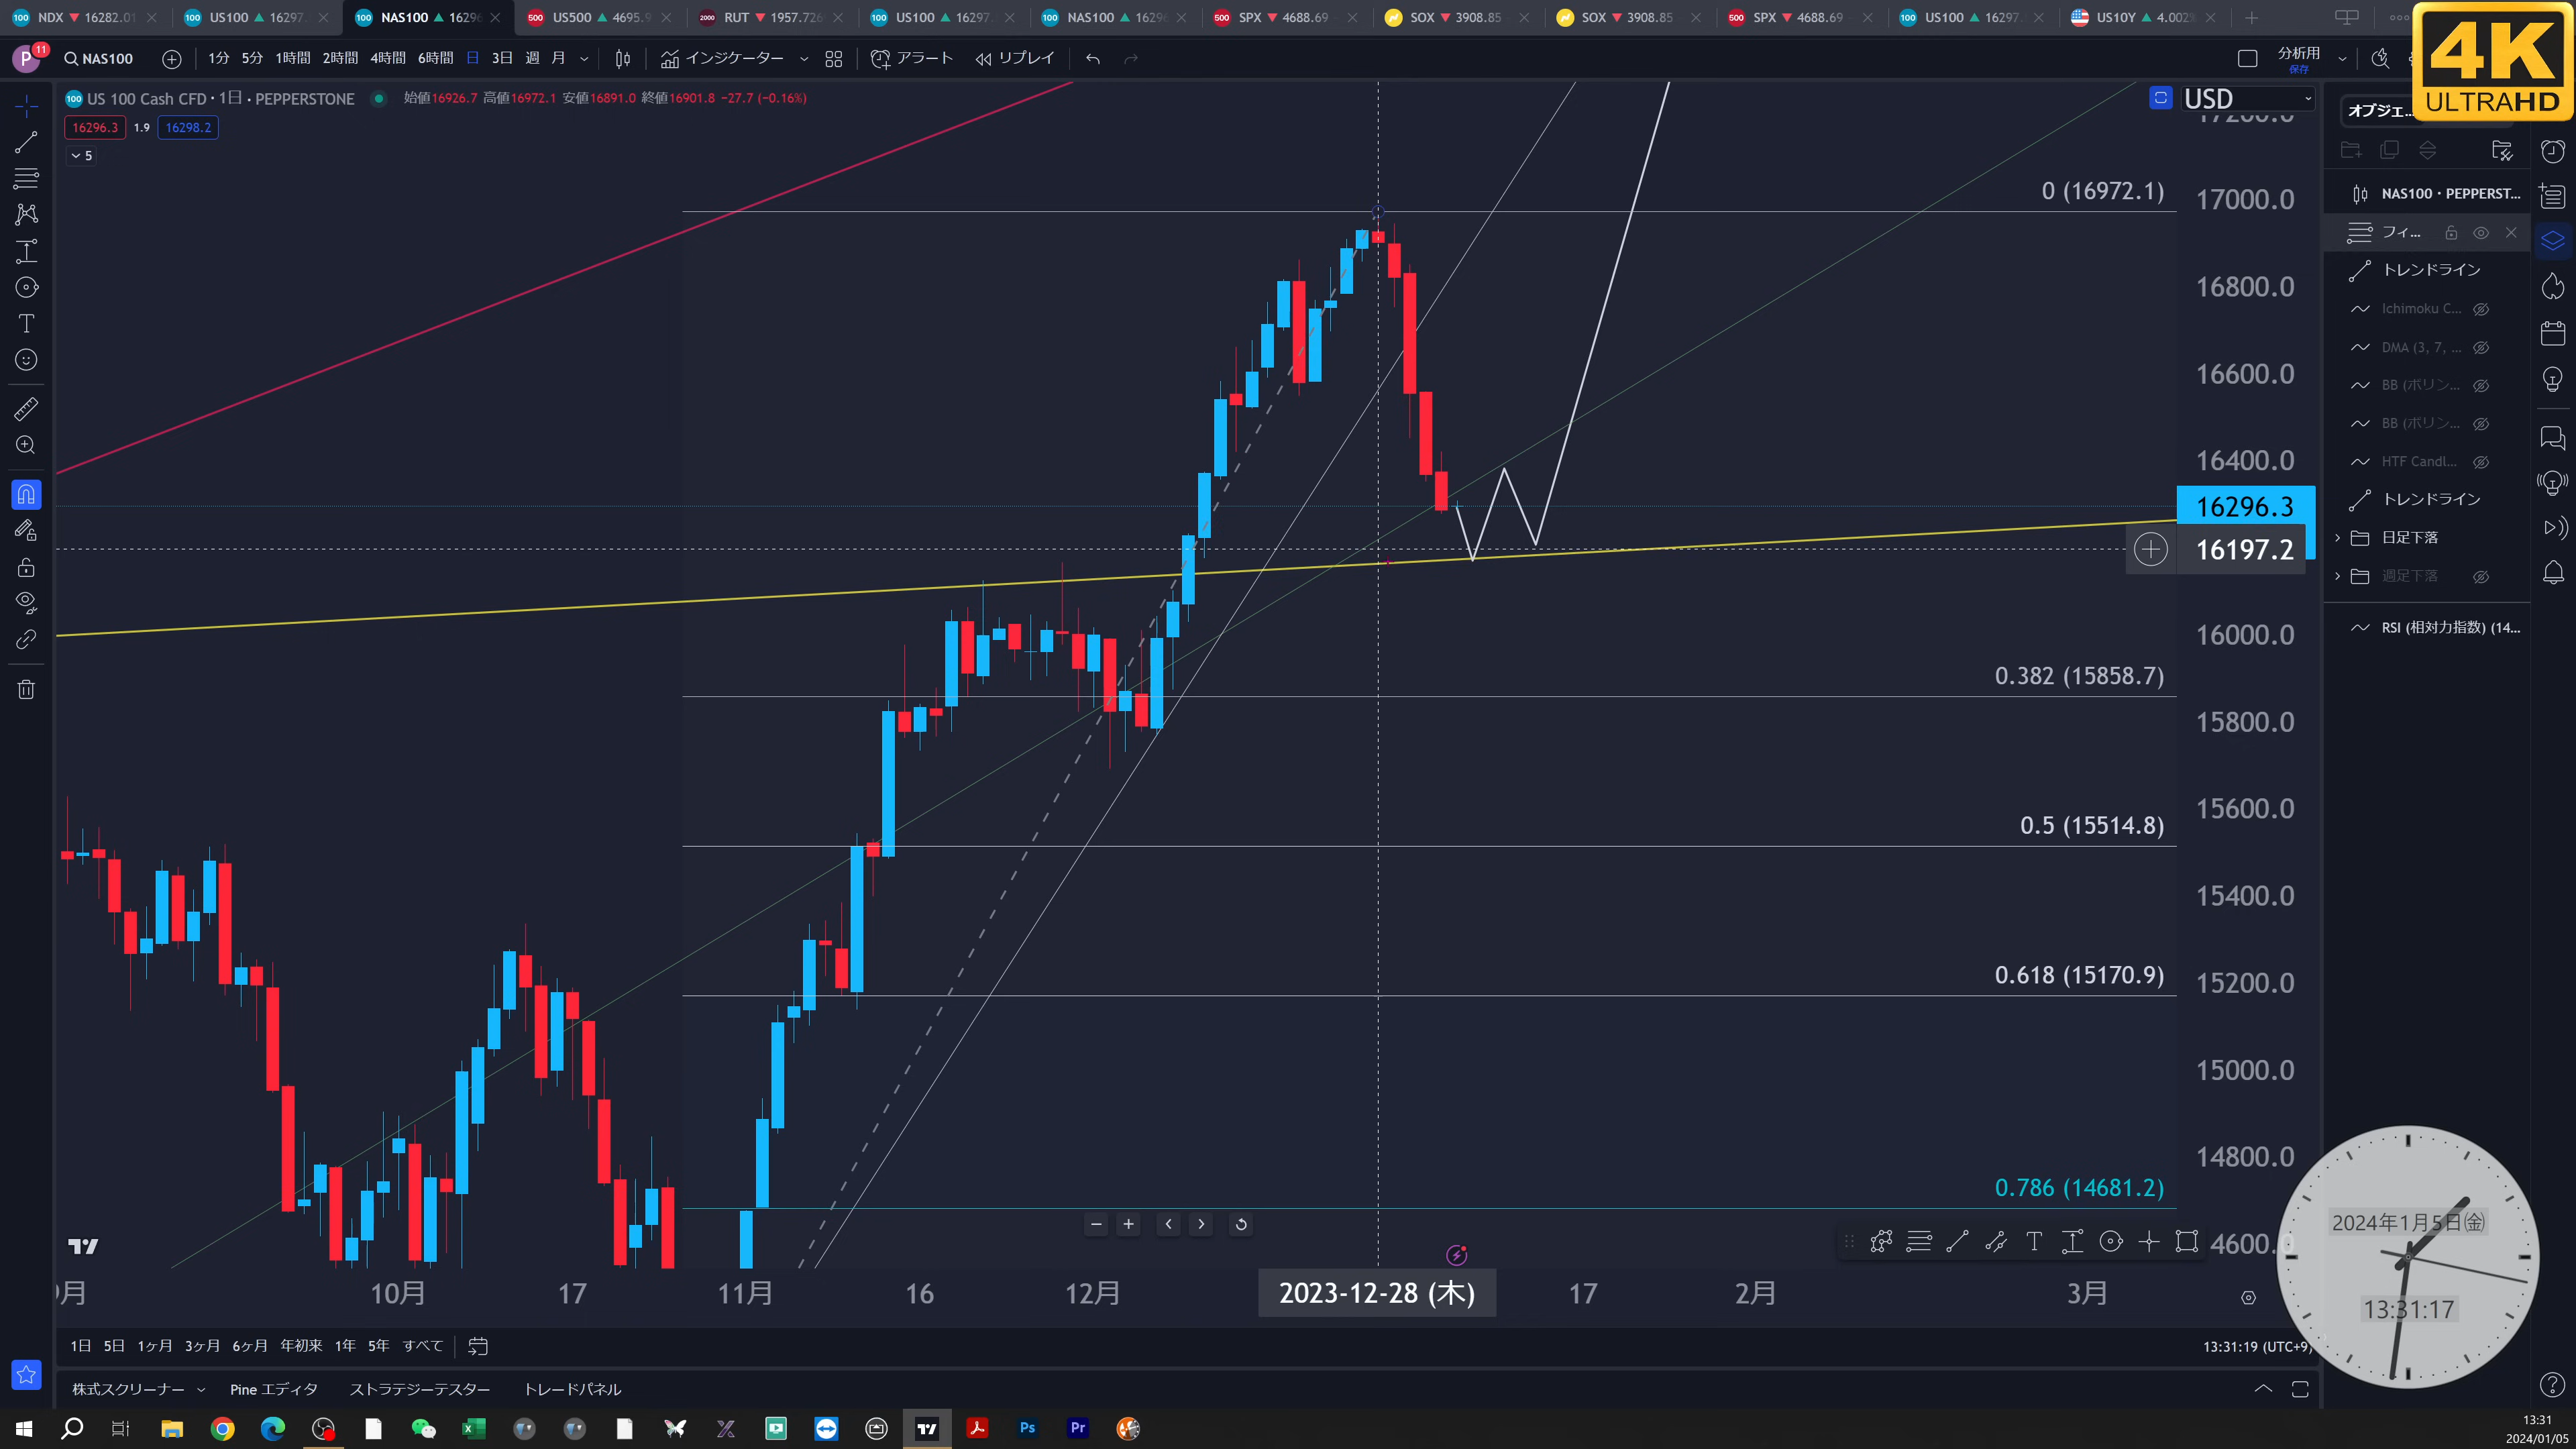 NDX ▼ 16282.01
US100 ▲ 16297.
NAS100 ▲ 16296
US500 ▲ 4695.9
RUT ▼ 1957.726
US100 ▲ 16297.
NAS100 ▲ 16296
SPX ▼ 4688.69
SOX ▼ 3908.85
SOX ▼ 3908.85
SPX ▼ 4688.69
US100 ▲ 16297.
US10Y ▲ 4.002
4K
ULTRAHD
P 11
NAS100
1分 5分 1時間 2時間 4時間 6時間 日 3日 週 月
インジケーター
アラート
リプレイ
分析用
保存
US 100 Cash CFD・1日・PEPPERSTONE
始値16926.7 高値16972.1 安値16891.0 終値16901.8 −27.7 (−0.16%)
16296.3 1.9 16298.2
5
USD
オブジェ...
NAS100・PEPPERST...
フィ...
トレンドライン
Ichimoku C...
DMA (3, 7, ...
BB (ボリン...
BB (ボリン...
HTF Candl...
トレンドライン
日足下落
週足下落
RSI (相対力指数) (14...
17200.0
17000.0
16800.0
16600.0
16400.0
16296.3
16197.2
16000.0
15800.0
15600.0
15400.0
15200.0
15000.0
14800.0
4600.
0 (16972.1)
0.382 (15858.7)
0.5 (15514.8)
0.618 (15170.9)
0.786 (14681.2)
月 10月 17 11月 16 12月 2023-12-28 (木) 17 2月 3月
2024年1月5日㈮
13:31:17
1日 5日 1ヶ月 3ヶ月 6ヶ月 年初来 1年 5年 すべて
13:31:19 (UTC+9)
株式スクリーナー Pine エディタ ストラテジーテスター トレードパネル
Ps
Pr
13:31
2024/01/05